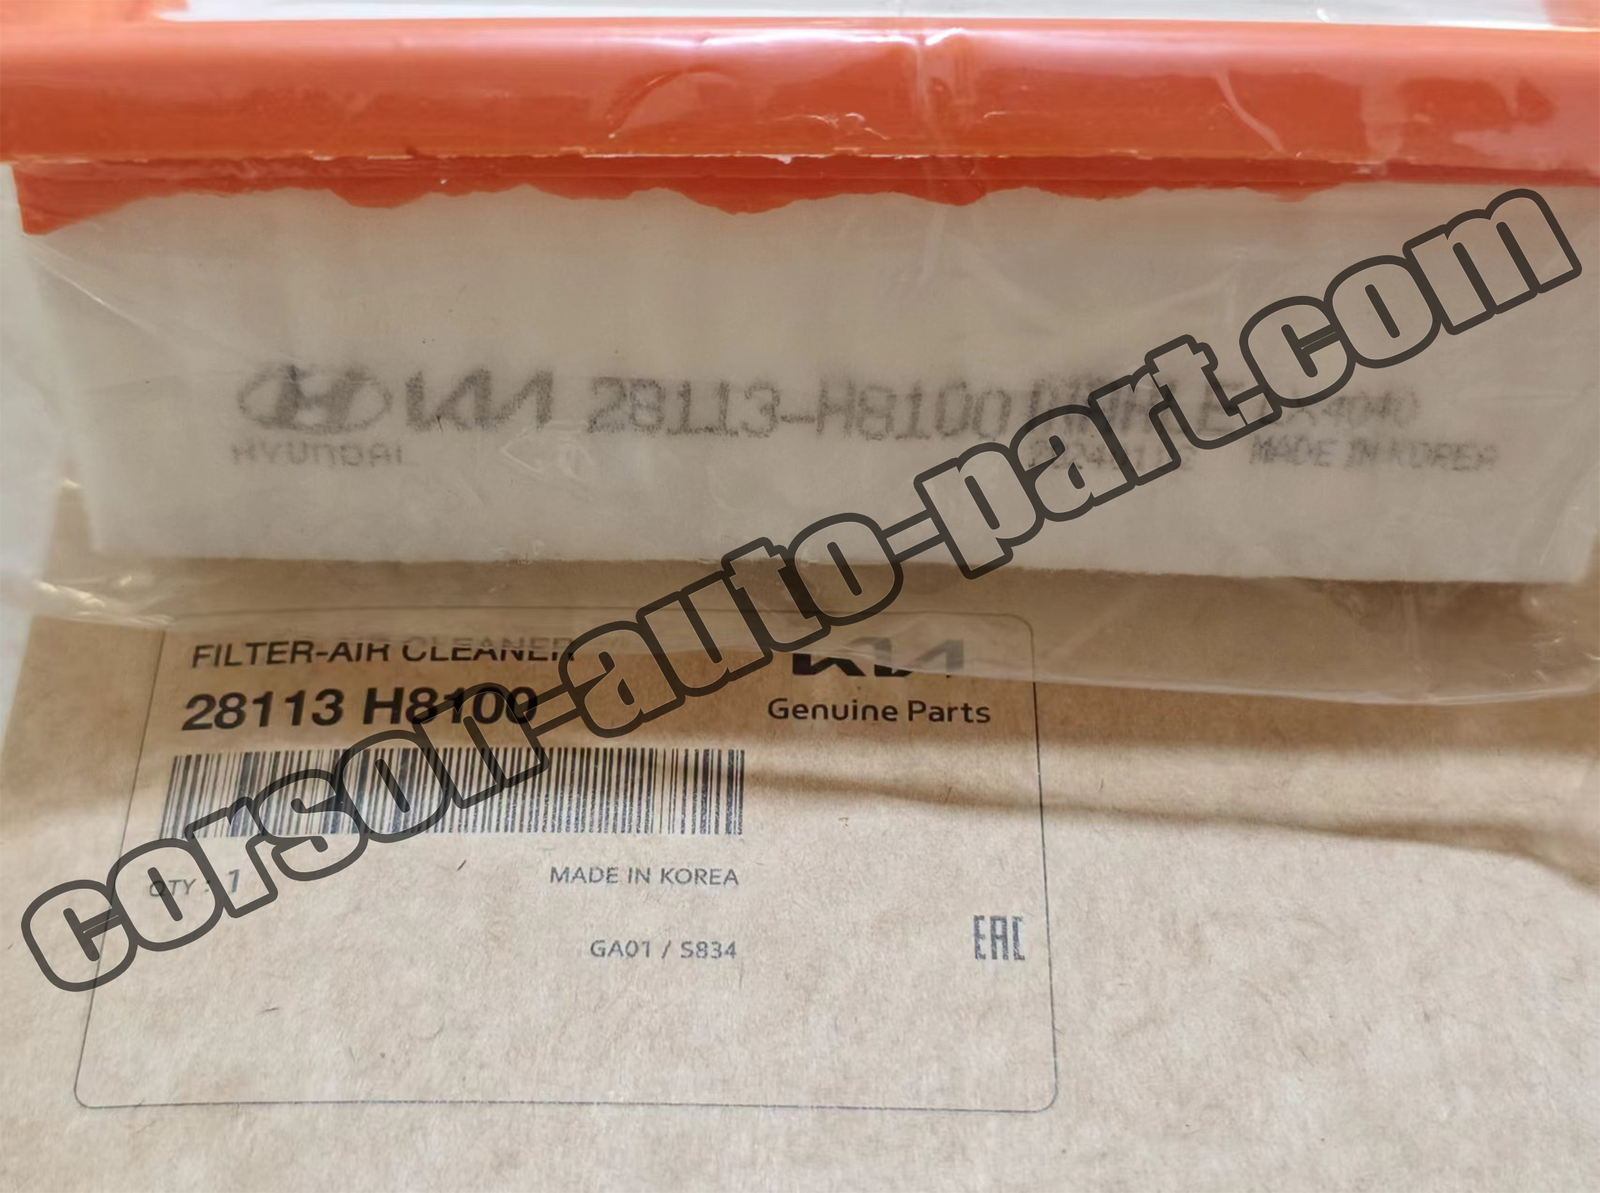 KIA 28113-H8100
HYUNDAI
MADE IN KOREA
FILTER-AIR CLEANER
28113 H8100
KIA
Genuine Parts
QTY : 1
MADE IN KOREA
GA01 / S834
EAC
corson-auto-part.com